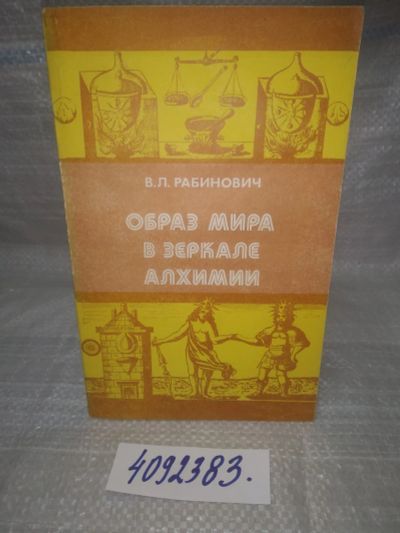 В.Л. РАБИНОВИЧ
ОБРАЗ МИРА
В ЗЕРКАЛЕ
АЛХИМИИ
4092383.